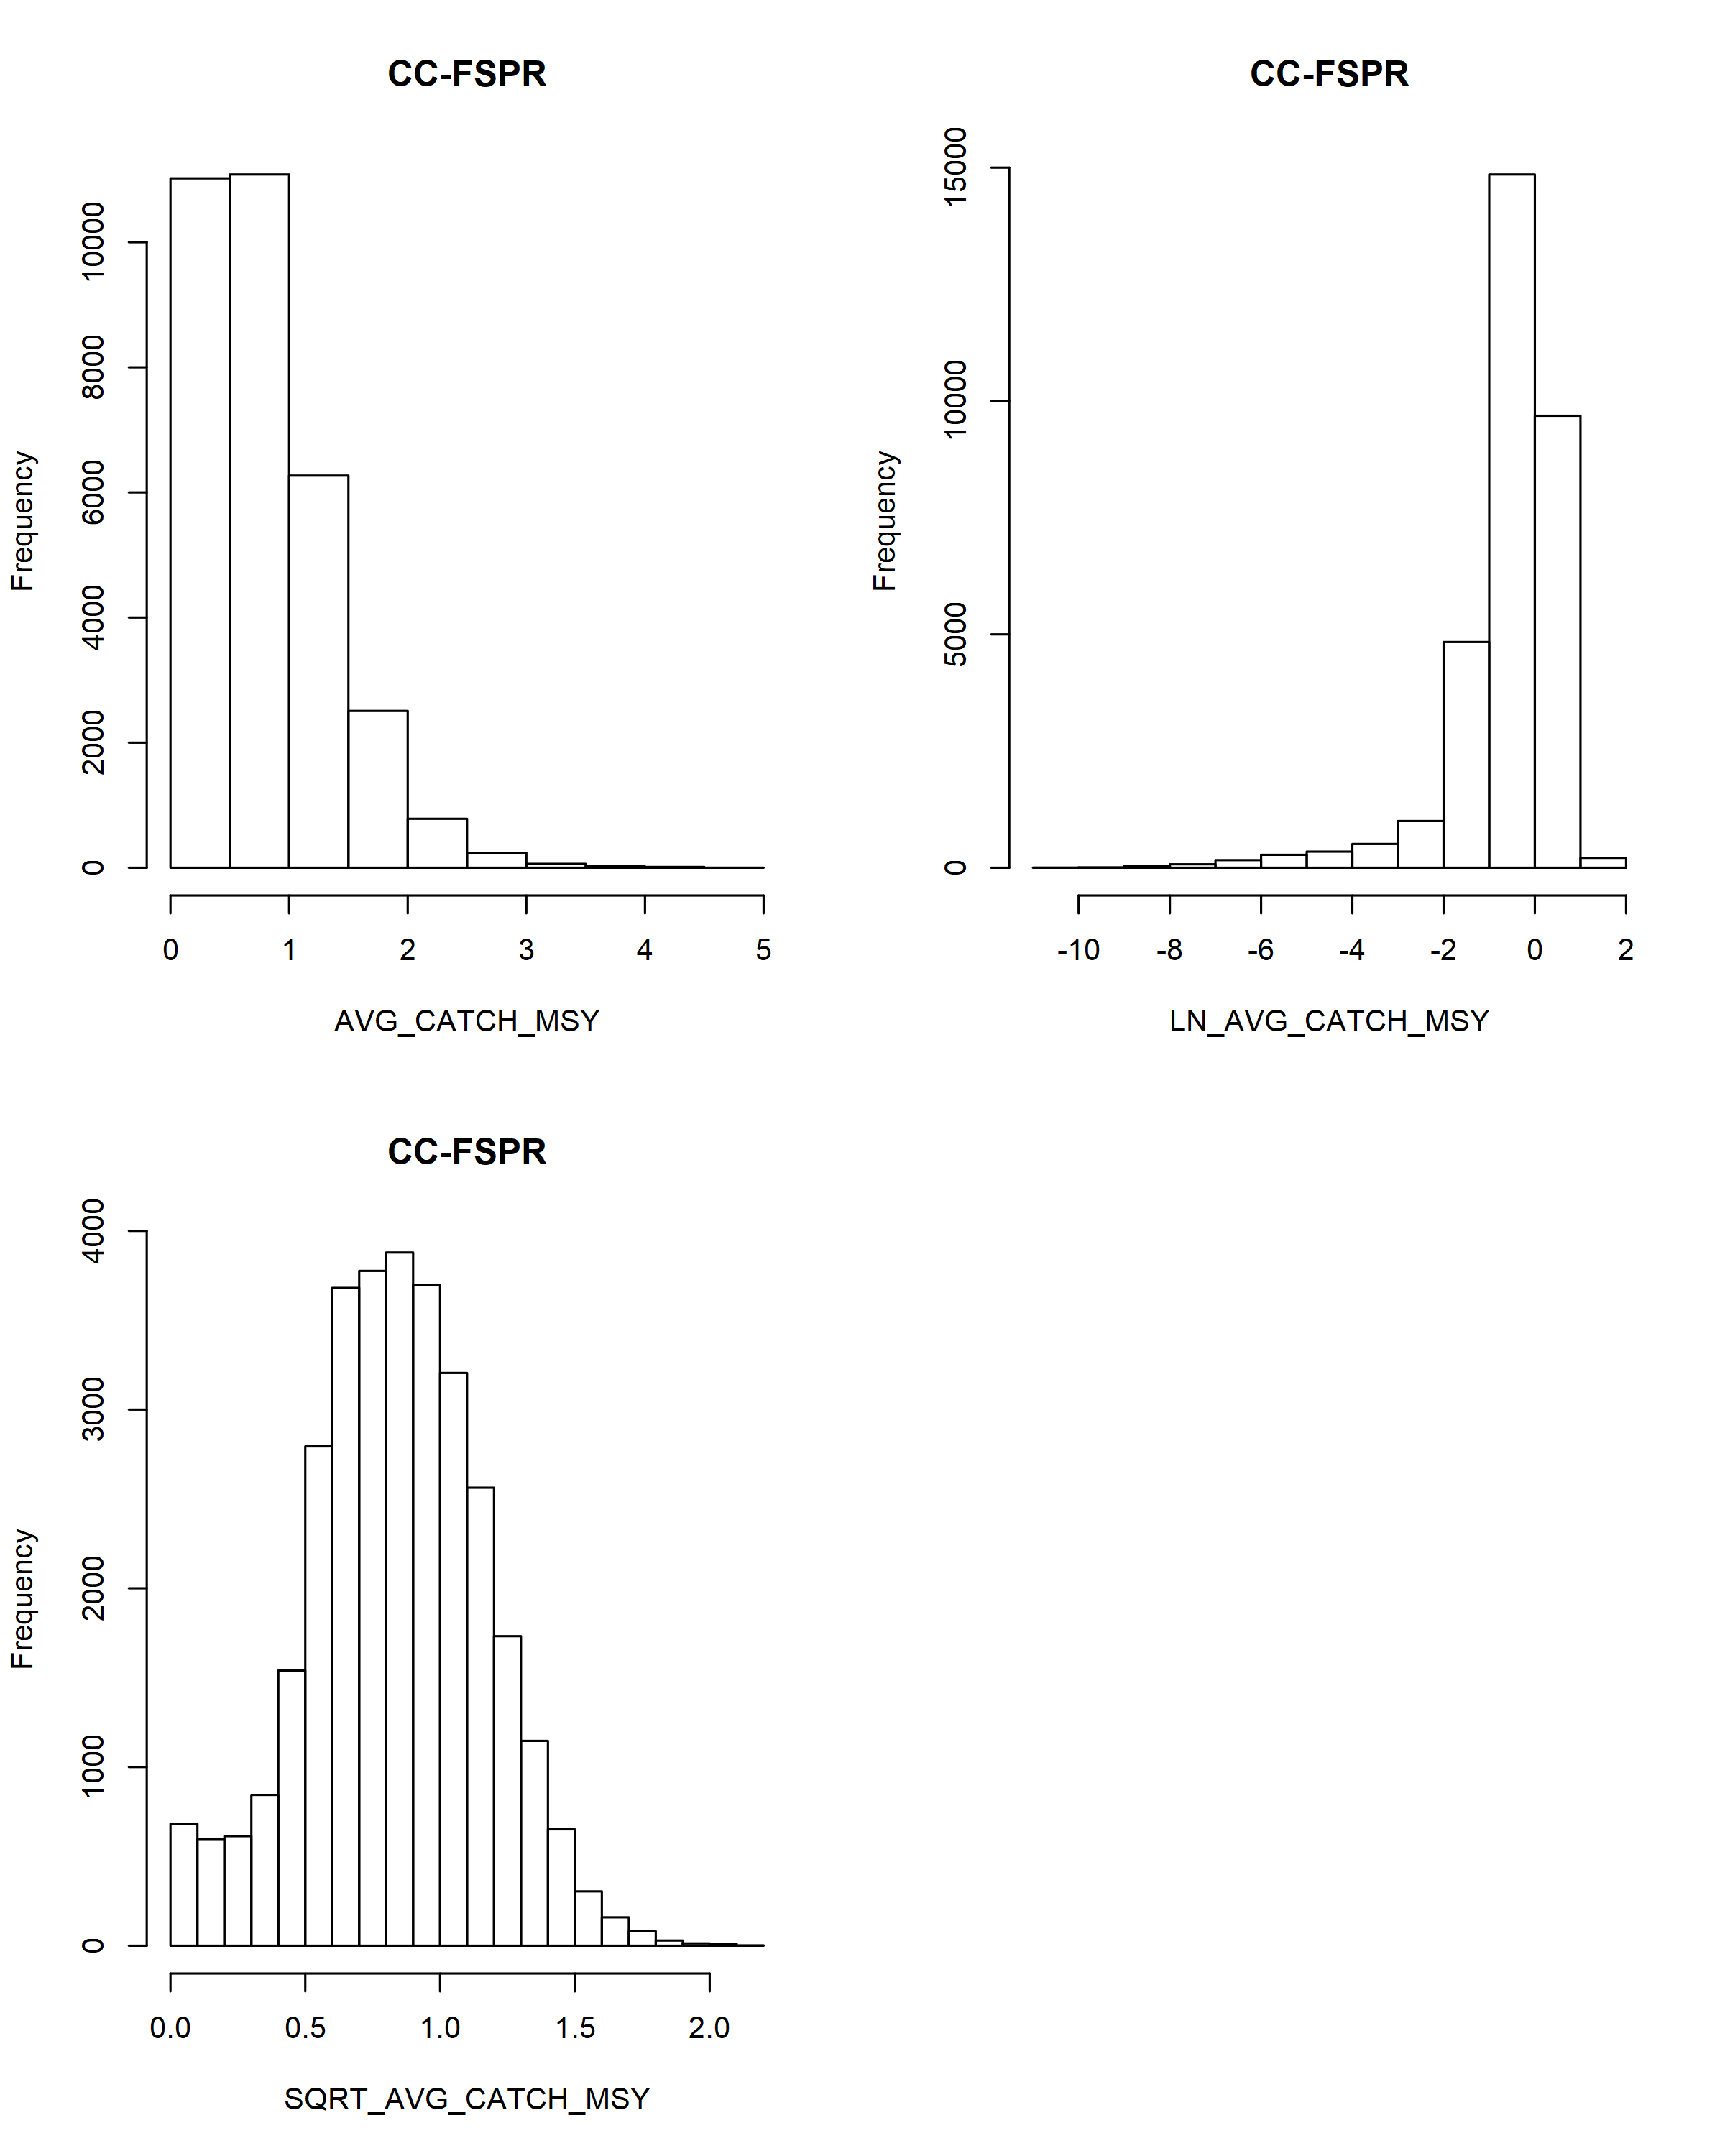 CC-FSPR
Frequency
10000
8000
6000
4000
2000
0
0 1 2 3 4 5
AVG_CATCH_MSY
CC-FSPR
Frequency
15000
10000
5000
0
-10 -8 -6 -4 -2 0 2
LN_AVG_CATCH_MSY
CC-FSPR
Frequency
4000
3000
2000
1000
0
0.0 0.5 1.0 1.5 2.0
SQRT_AVG_CATCH_MSY